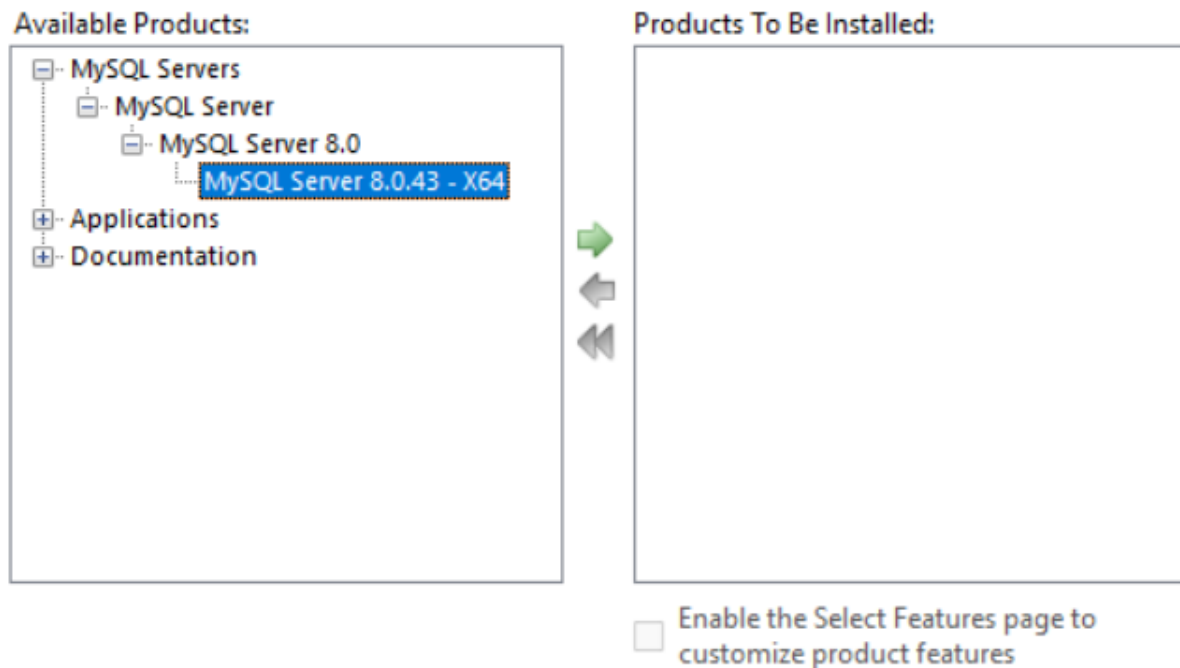 Available Products:
Products To Be Installed:
MySQL Servers
MySQL Server
MySQL Server 8.0
MySQL Server 8.0.43 - X64
Applications
Documentation
Enable the Select Features page to
customize product features